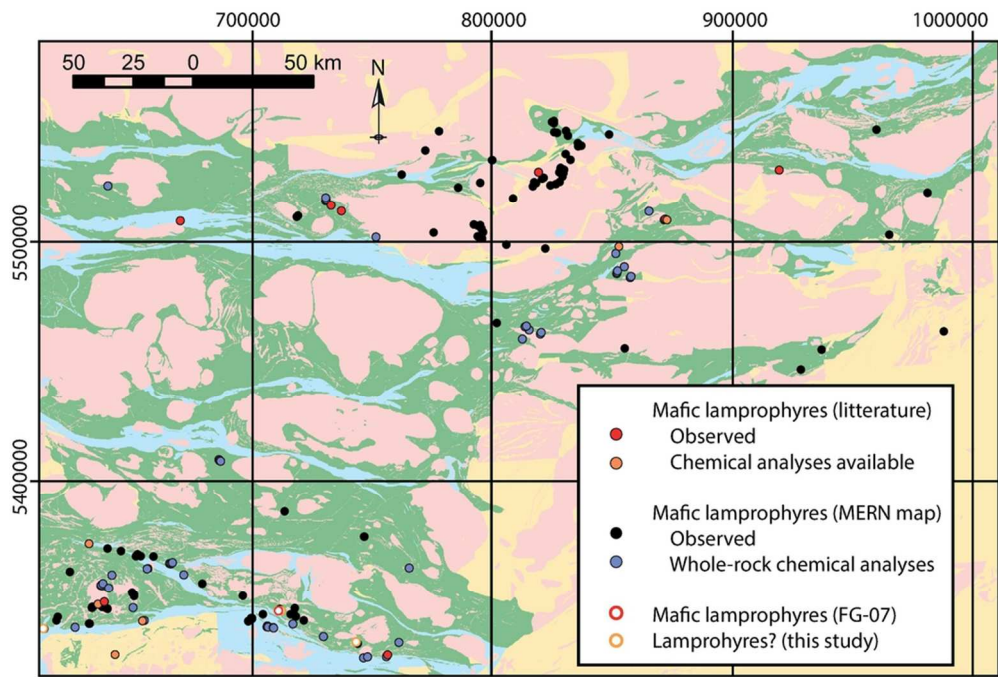 700000 800000 900000 1000000
50 25 0 50 km
N
5500000
5400000
Mafic lamprophyres (litterature)
Observed
Chemical analyses available
Mafic lamprophyres (MERN map)
Observed
Whole-rock chemical analyses
Mafic lamprophyres (FG-07)
Lamprohyres? (this study)